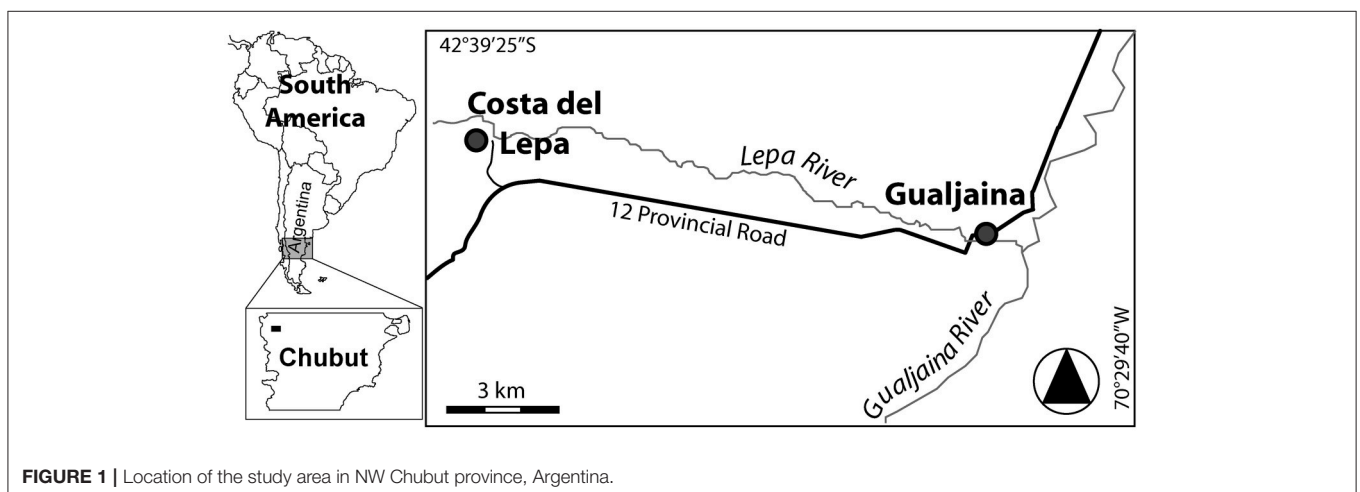 42°39'25"S
South
America
Argentina
Chubut
Costa del
Lepa
Lepa River
Gualjaina
12 Provincial Road
Gualjaina River
70°29'40"W
3 km
FIGURE 1 | Location of the study area in NW Chubut province, Argentina.